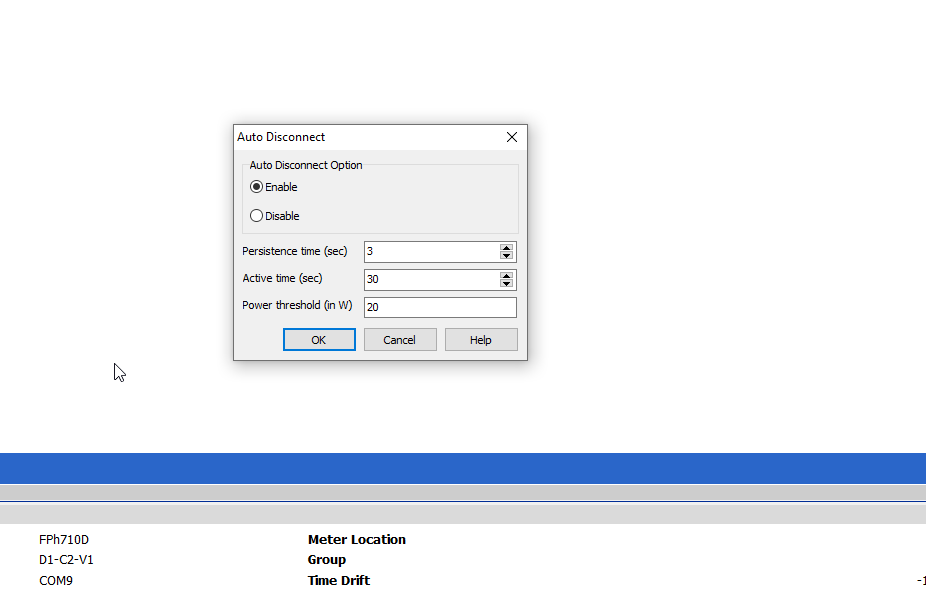 Auto Disconnect
Auto Disconnect Option
Enable
Disable
Persistence time (sec) 3
Active time (sec) 30
Power threshold (in W) 20
OK Cancel Help
FPh710D Meter Location
D1-C2-V1 Group
COM9 Time Drift -1